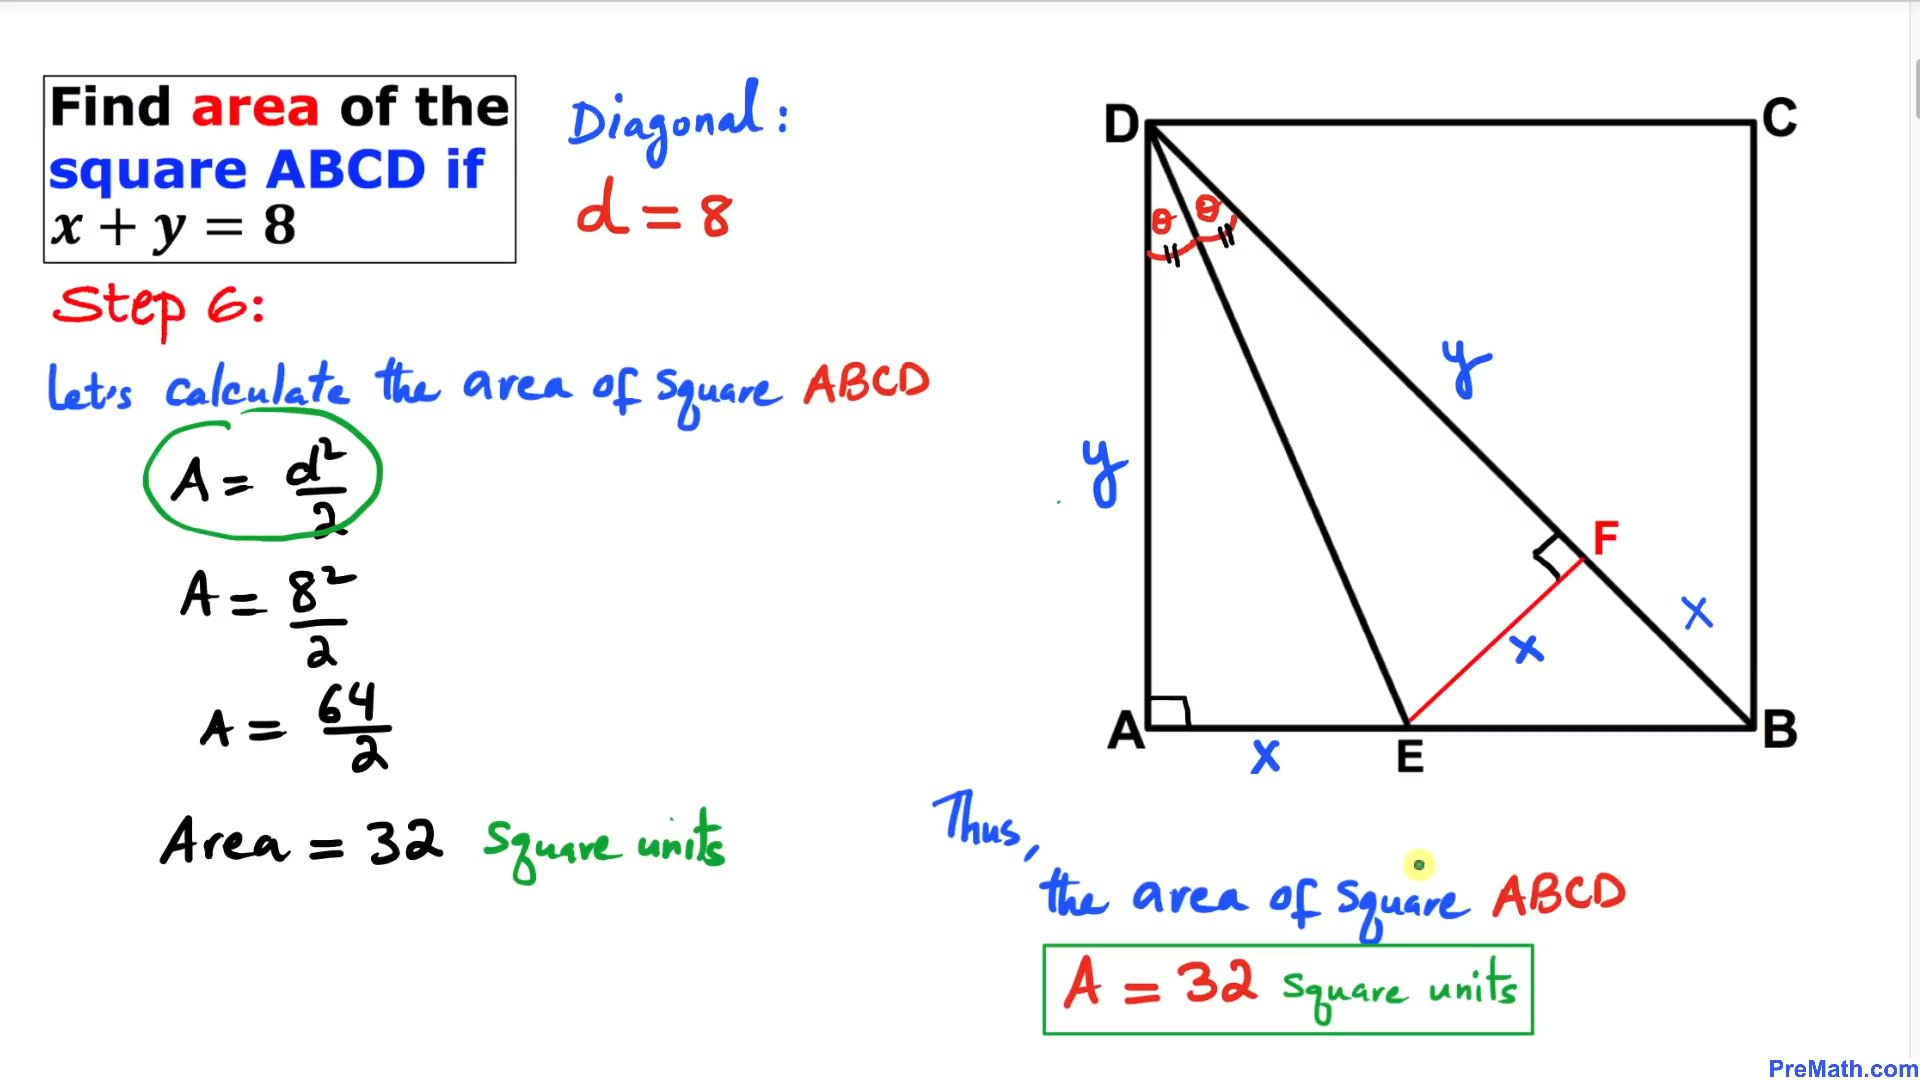 Find area of the
square ABCD if
x + y = 8
Diagonal:
d = 8
Step 6:
Let's calculate the area of square ABCD
A = d²/2
A = 8²/2
A = 64/2
Area = 32 square units
D
C
θ θ
y
y
F
x
x
A
B
x
E
Thus,
the area of square ABCD
A = 32 square units
PreMath.com